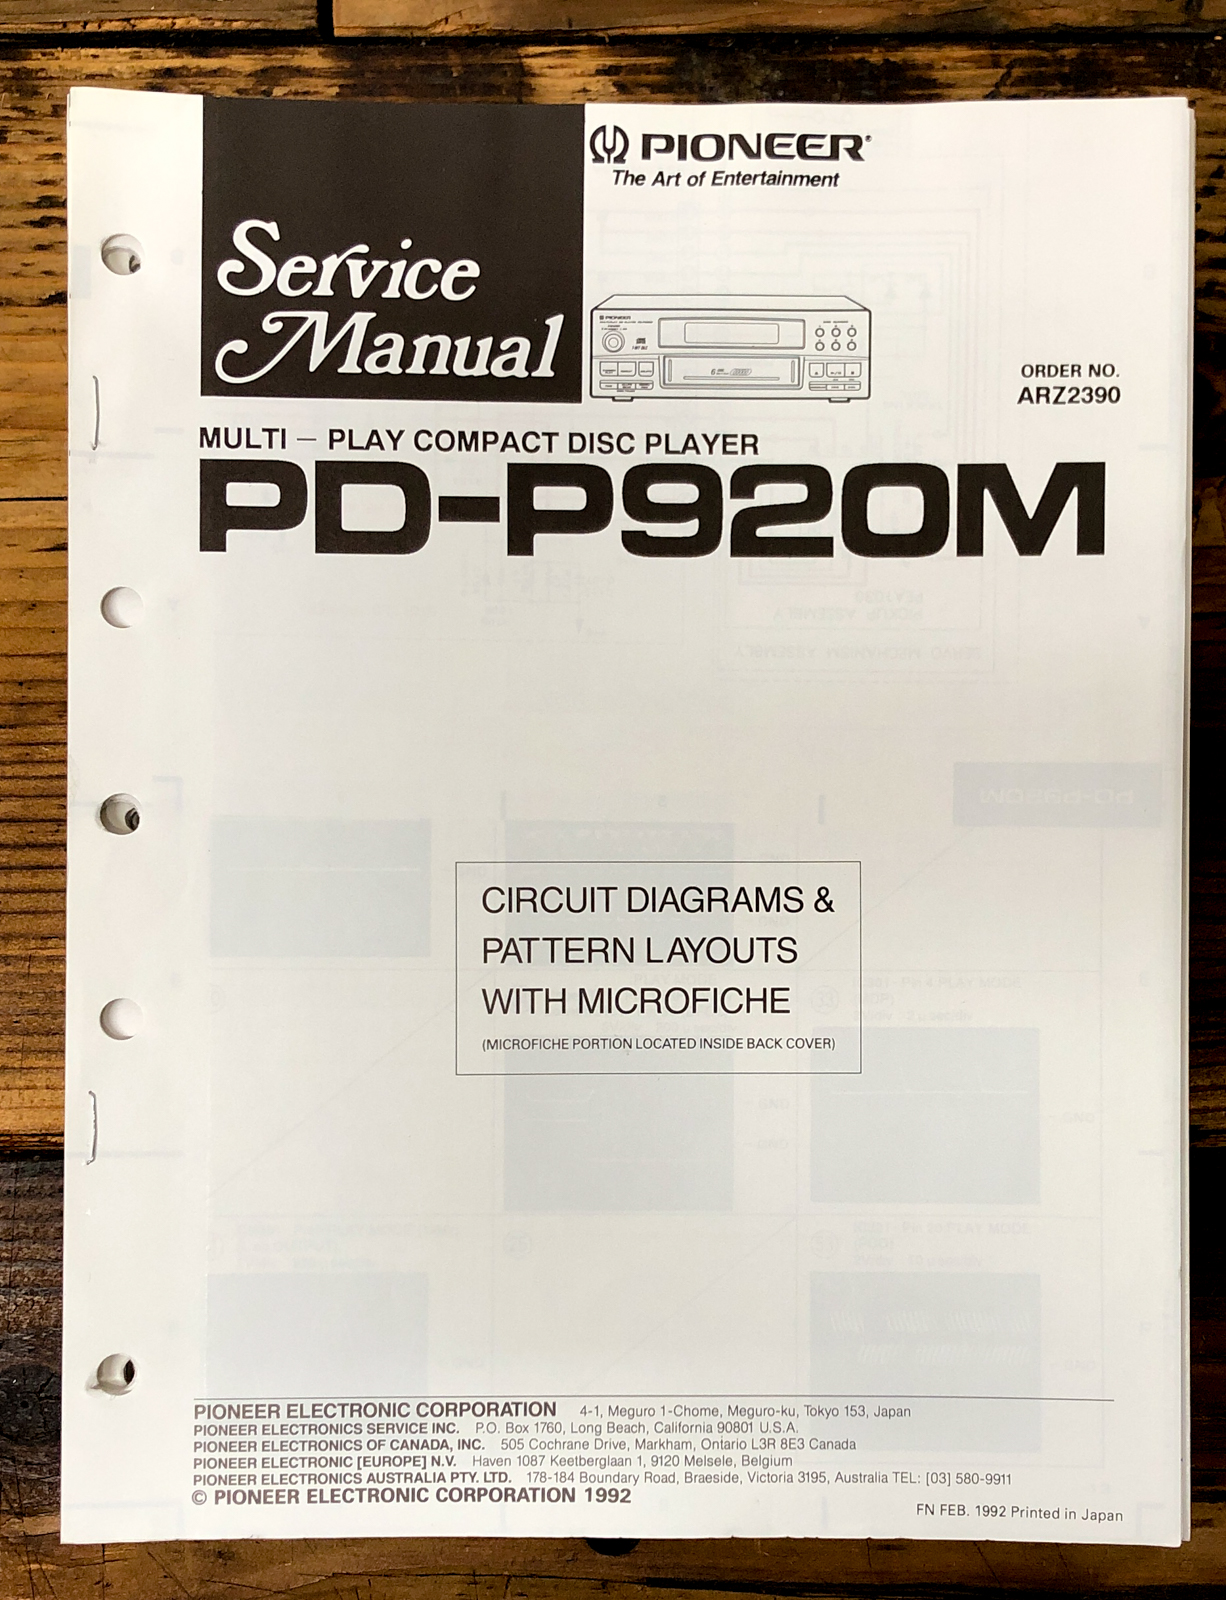 PIONEER®
The Art of Entertainment
Service
Manual
PIONEER
ORDER NO.
ARZ2390
MULTI – PLAY COMPACT DISC PLAYER
PD-P920M
CIRCUIT DIAGRAMS &
PATTERN LAYOUTS
WITH MICROFICHE
(MICROFICHE PORTION LOCATED INSIDE BACK COVER)
PIONEER ELECTRONIC CORPORATION 4-1, Meguro 1-Chome, Meguro-ku, Tokyo 153, Japan
PIONEER ELECTRONICS SERVICE INC. P.O. Box 1760, Long Beach, California 90801 U.S.A.
PIONEER ELECTRONICS OF CANADA, INC. 505 Cochrane Drive, Markham, Ontario L3R 8E3 Canada
PIONEER ELECTRONIC [EUROPE] N.V. Haven 1087 Keetberglaan 1, 9120 Melsele, Belgium
PIONEER ELECTRONICS AUSTRALIA PTY. LTD. 178-184 Boundary Road, Braeside, Victoria 3195, Australia TEL: [03] 580-9911
© PIONEER ELECTRONIC CORPORATION 1992
FN FEB. 1992 Printed in Japan